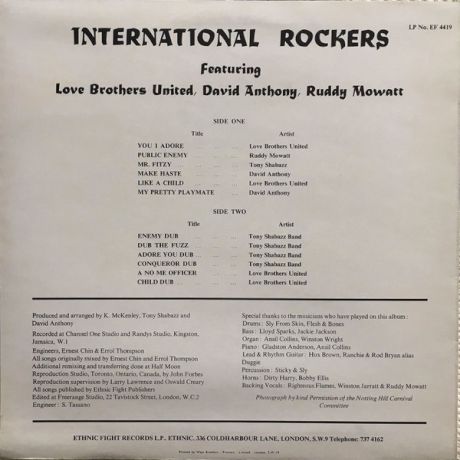 LP No. EF 4419
INTERNATIONAL ROCKERS
Featuring
Love Brothers United, David Anthony, Ruddy Mowatt
SIDE ONE
Title Artist
YOU I ADORE ... ... ... Love Brothers United
PUBLIC ENEMY ... ... ... Ruddy Mowatt
MR. FITZY ... ... ... Tony Shabazz
MAKE HASTE ... ... ... David Anthony
LIKE A CHILD ... ... ... Love Brothers United
MY PRETTY PLAYMATE ... David Anthony
SIDE TWO
Title Artist
ENEMY DUB ... ... ... Tony Shabazz Band
DUB THE FUZZ ... ... ... Tony Shabazz Band
ADORE YOU DUB ... ... ... Tony Shabazz Band
CONQUEROR DUB ... ... Tony Shabazz Band
A NO ME OFFICER ... ... Love Brothers United
CHILD DUB ... ... ... Love Brothers United
Produced and arranged by K. McKenley, Tony Shabazz and
David Anthony
Recorded at Channel One Studio and Randys Studio, Kingston,
Jamaica, W.1
Engineers, Ernest Chin and Errol Thompson
All songs originally mixed by Ernest Chin and Errol Thompson
Additional remixing and transferring done at Half Moon
Reproduction Studio, Toronto, Ontario, Canada, by John Forbes
Reproduction supervision by Larry Lawrence and Oswald Creary
All songs published by Ethnic Fight Publishers
Edited at Freerange Studio, 22 Tavistock Street, London, W.C.2
Engineer : S. Tassano
Special thanks to the musicians who have played on this album :
Drums : Sly From Skin, Flesh & Bones
Bass : Lloyd Sparks, Jackie Jackson
Organ : Ansil Collins, Winston Wright
Piano : Gladston Anderson, Ansil Collins
Lead & Rhythm Guitar : Hux Brown, Ranchie & Rod Bryan alias
Duggie
Percussion : Sticky & Sly
Horns : Dirty Harry, Bobby Ellis
Backing Vocals : Righteous Flames, Winston Jarratt & Ruddy Mowatt
Photograph by kind Permission of the Notting Hill Carnival
Committee
ETHNIC FIGHT RECORDS L.P.. ETHNIC. 336 COLDHARBOUR LANE, LONDON, S.W.9 Telephone: 737 4162